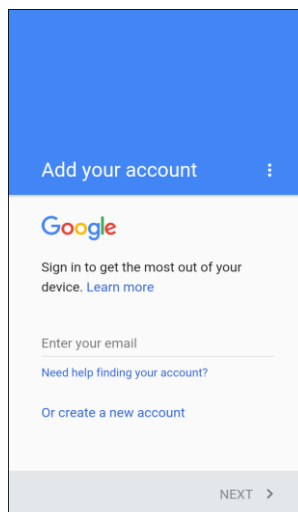 Add your account
Google
Sign in to get the most out of your
device. Learn more
Enter your email
Need help finding your account?
Or create a new account
NEXT